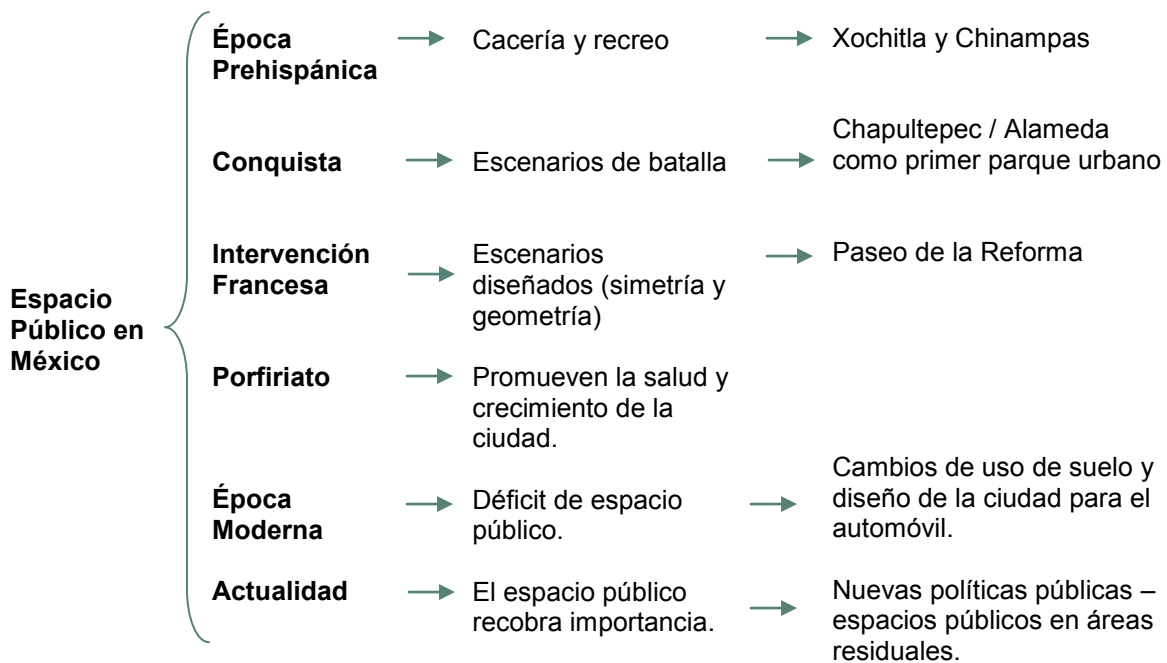 Época
Prehispánica
Cacería y recreo
Xochitla y Chinampas
Conquista
Escenarios de batalla
Chapultepec / Alameda
como primer parque urbano
Espacio
Público en
México
Intervención
Francesa
Escenarios
diseñados (simetría y
geometría)
Paseo de la Reforma
Porfiriato
Promueven la salud y
crecimiento de la
ciudad.
Época
Moderna
Déficit de espacio
público.
Cambios de uso de suelo y
diseño de la ciudad para el
automóvil.
Actualidad
El espacio público
recobra importancia.
Nuevas políticas públicas –
espacios públicos en áreas
residuales.